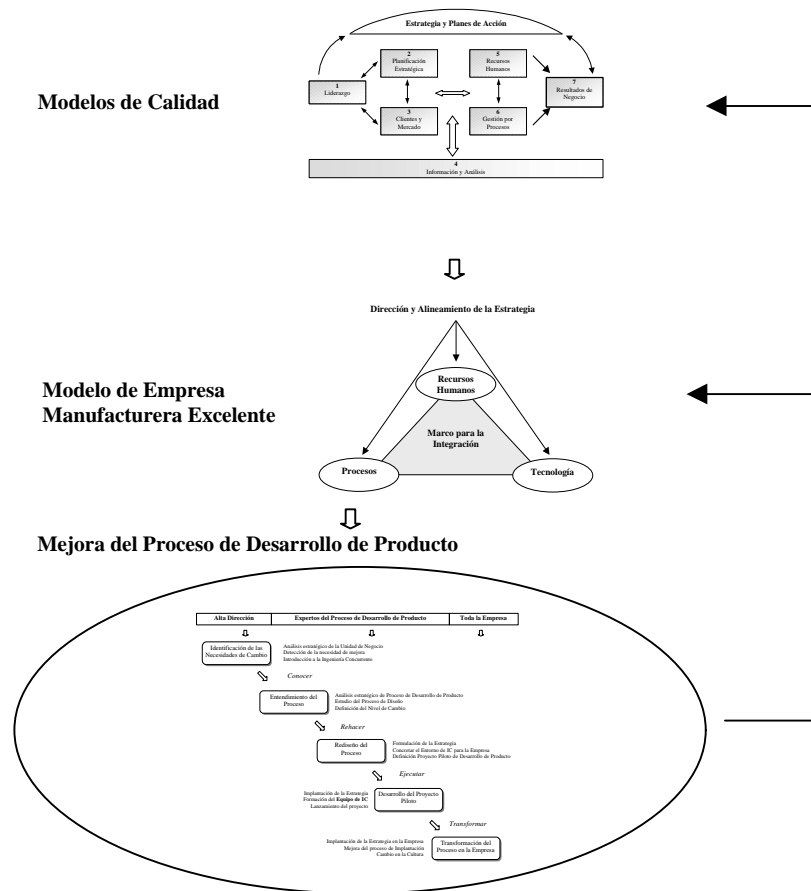 Estrategia y Planes de Acción
2
Planificación
Estratégica
5
Recursos
Humanos
1
Liderazgo
7
Resultados de
Negocio
Modelos de Calidad
3
Clientes y
Mercado
6
Gestión por
Procesos
4
Información y Análisis
Dirección y Alineamiento de la Estrategia
Recursos
Humanos
Modelo de Empresa
Manufacturera Excelente
Marco para la
Integración
Procesos
Tecnología
Mejora del Proceso de Desarrollo de Producto
Alta Dirección
Expertos del Proceso de Desarrollo de Producto
Toda la Empresa
Identificación de las
Necesidades de Cambio
Análisis estratégico de la Unidad de Negocio
Detección de la necesidad de mejora
Introducción a la Ingeniería Concurrente
Conocer
Entendimiento del
Proceso
Análisis estratégico de Proceso de Desarrollo de Producto
Estudio del Proceso de Diseño
Definición del Nivel de Cambio
Rehacer
Rediseño del
Proceso
Formulación de la Estrategia
Concretar el Entorno de IC para la Empresa
Definición Proyecto Piloto de Desarrollo de Producto
Ejecutar
Implantación de la Estrategia
Formación del Equipo de IC
Lanzamiento del proyecto
Desarrollo del Proyecto
Piloto
Transformar
Implantación de la Estrategia en la Empresa
Mejora del proceso de Implantación
Cambio en la Cultura
Transformación del
Proceso en la Empresa